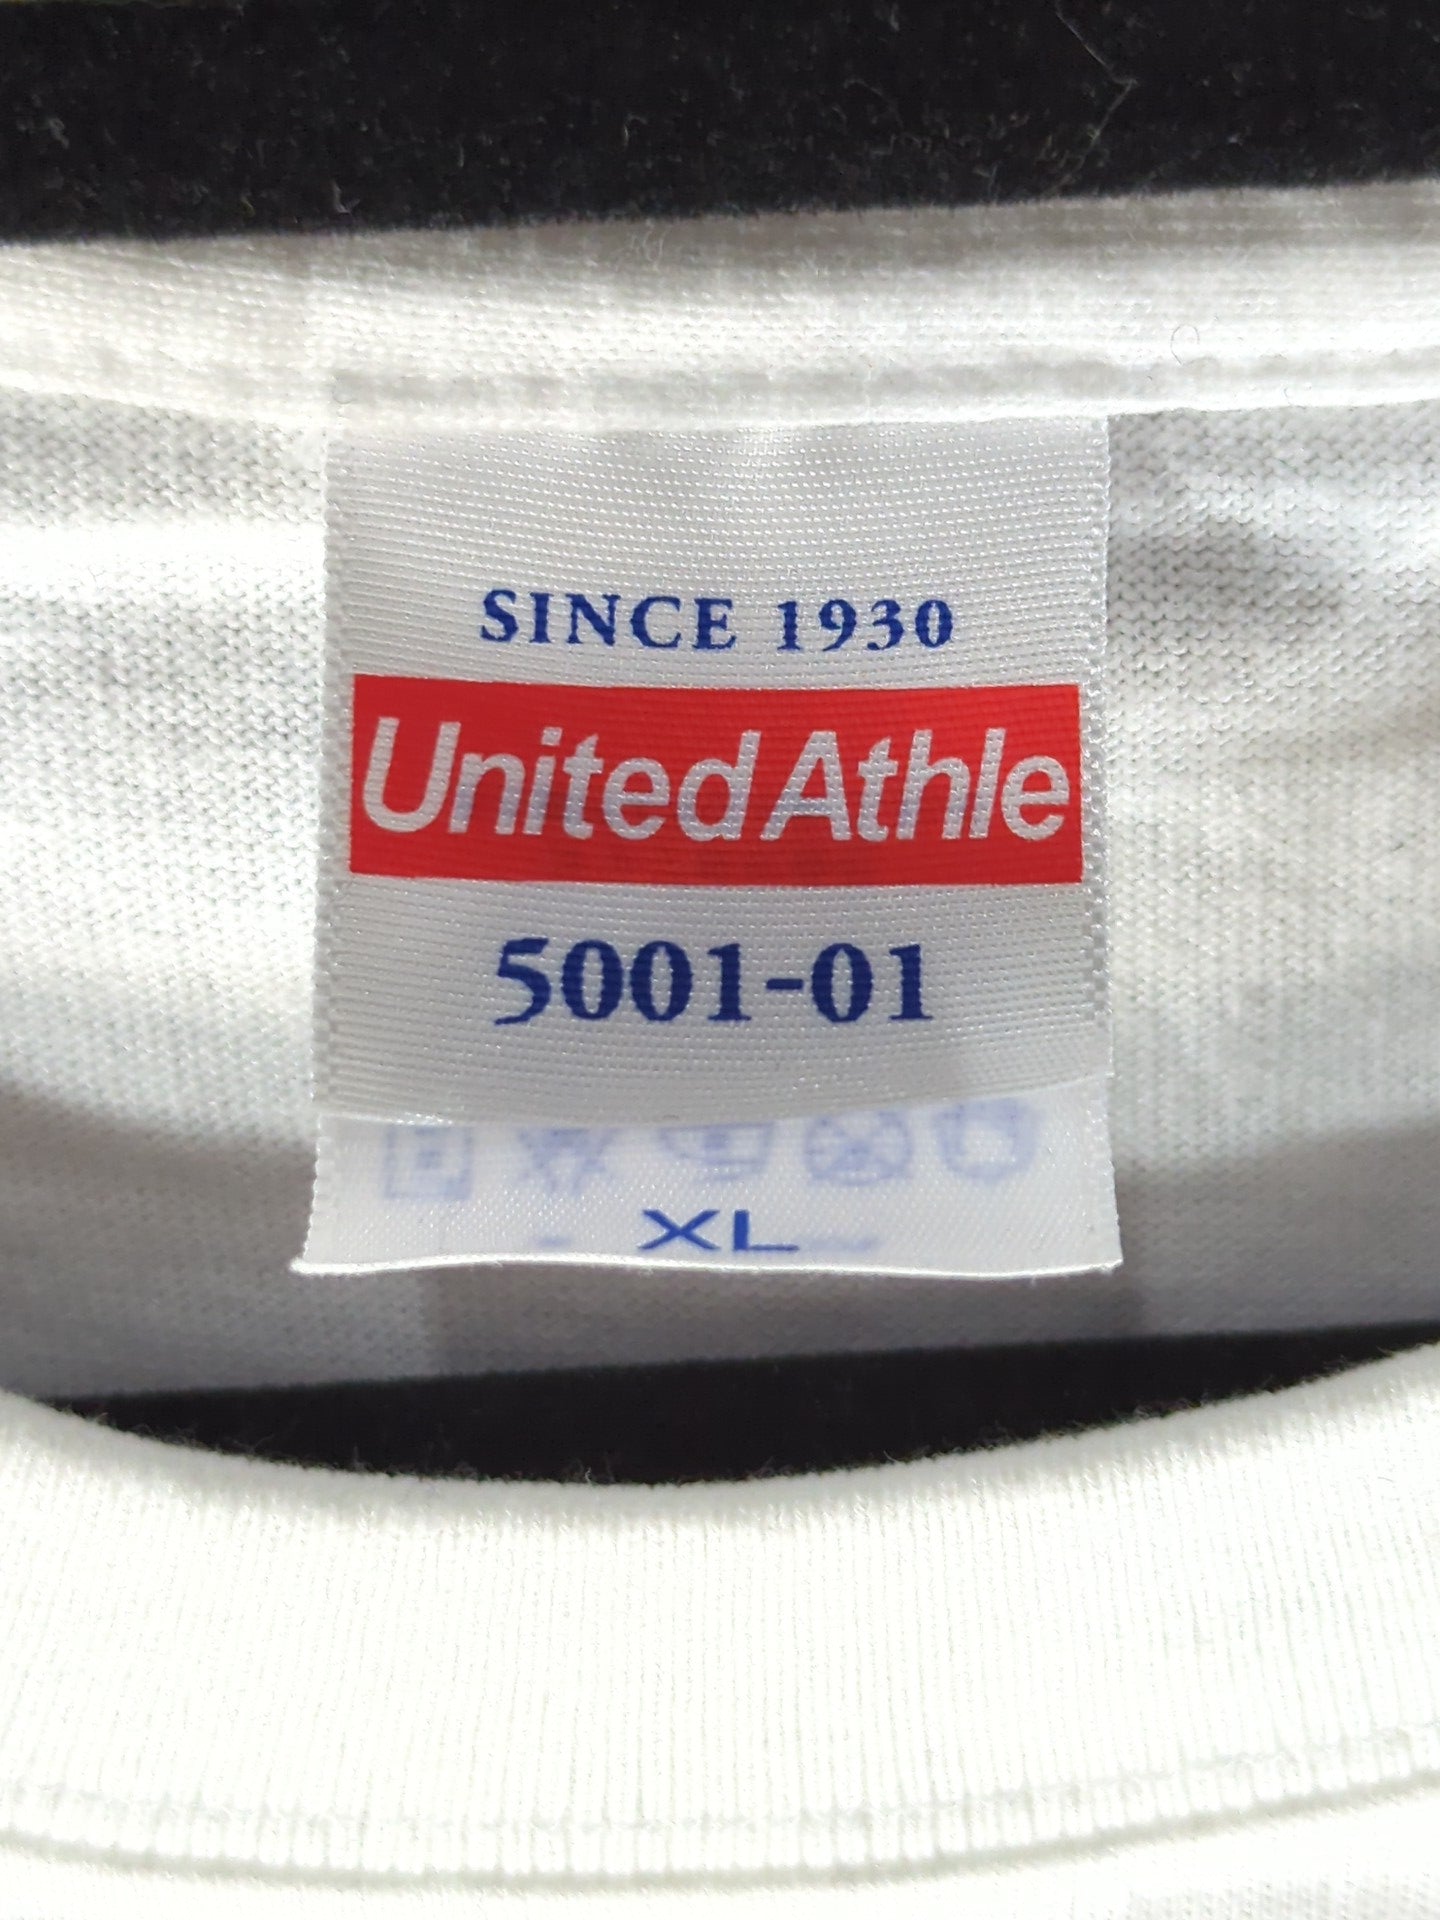 SINCE 1930
United Athle
5001-01
XL